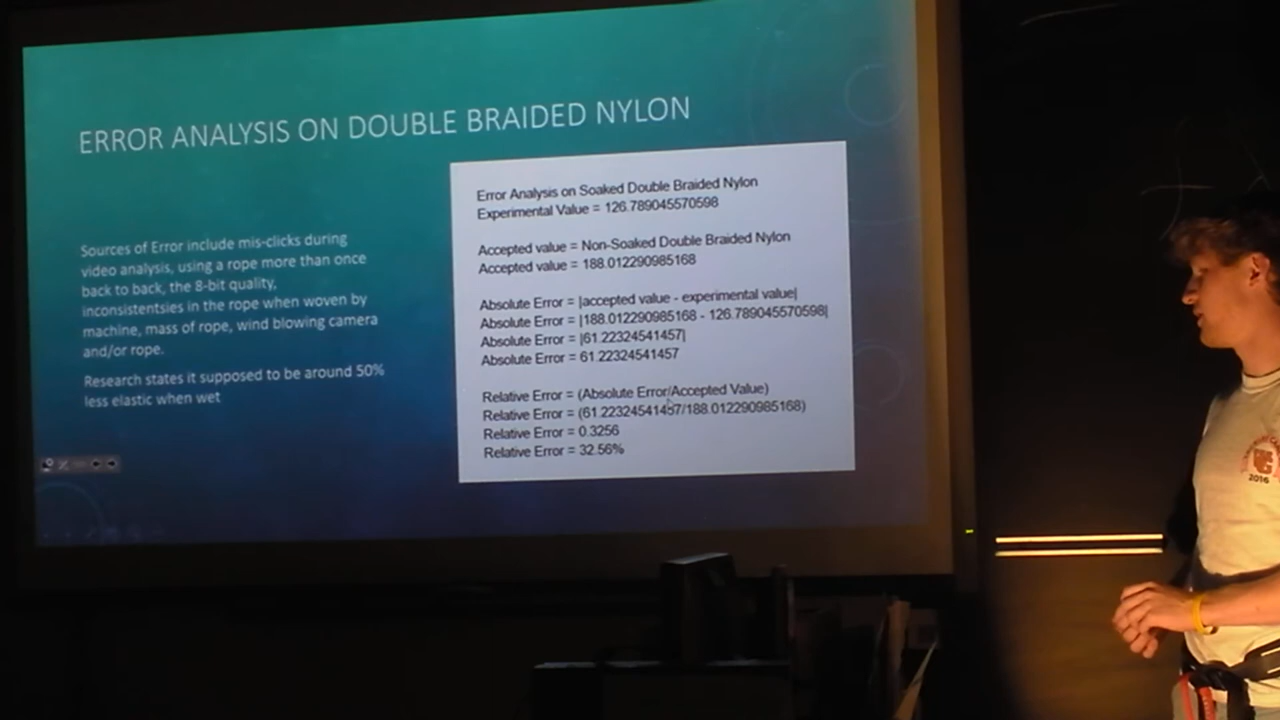 ERROR ANALYSIS ON DOUBLE BRAIDED NYLON
Sources of Error include mis-clicks during
video analysis, using a rope more than once
back to back, the 8-bit quality,
inconsistentsies in the rope when woven by
machine, mass of rope, wind blowing camera
and/or rope.
Research states it supposed to be around 50%
less elastic when wet
Error Analysis on Soaked Double Braided Nylon
Experimental Value = 126.789045570598
Accepted value = Non-Soaked Double Braided Nylon
Accepted value = 188.012290985168
Absolute Error = |accepted value - experimental value|
Absolute Error = |188.012290985168 - 126.789045570598|
Absolute Error = |61.22324541457|
Absolute Error = 61.22324541457
Relative Error = (Absolute Error/Accepted Value)
Relative Error = (61.22324541457/188.012290985168)
Relative Error = 0.3256
Relative Error = 32.56%
2016